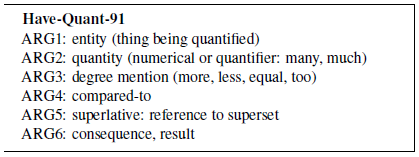 Have-Quant-91
ARG1: entity (thing being quantified)
ARG2: quantity (numerical or quantifier: many, much)
ARG3: degree mention (more, less, equal, too)
ARG4: compared-to
ARG5: superlative: reference to superset
ARG6: consequence, result